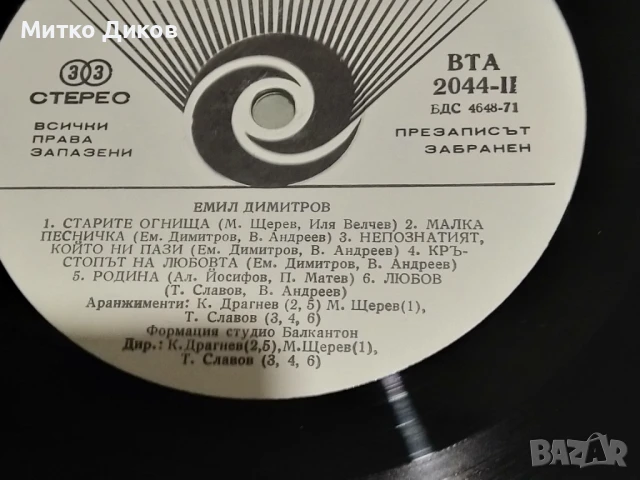 Митко Диков
33
СТЕРЕО
ВСИЧКИ
ПРАВА
ЗАПАЗЕНИ
ВТА
2044-II
БДС 4648-71
ПРЕЗАПИСЪТ
ЗАБРАНЕН
ЕМИЛ ДИМИТРОВ
1. СТАРИТЕ ОГНИЩА (М. Щерев, Иля Велчев) 2. МАЛКА
ПЕСНИЧКА (Ем. Димитров, В. Андреев) 3. НЕПОЗНАТИЯТ,
КОЙТО НИ ПАЗИ (Ем. Димитров, В. Андреев) 4. КРЪ-
СТОПЪТ НА ЛЮБОВТА (Ем. Димитров, В. Андреев)
5. РОДИНА (Ал. Йосифов, П. Матев) 6. ЛЮБОВ
(Т. Славов, В. Андреев)
Аранжименти: К. Драгнев (2, 5) М. Щерев(1),
Т. Славов (3, 4, 6)
Формация студио Балкантон
Дир.: К.Драгнев(2,5),М.Щерев(1),
Т. Славов (3, 4, 6)
BAZAR